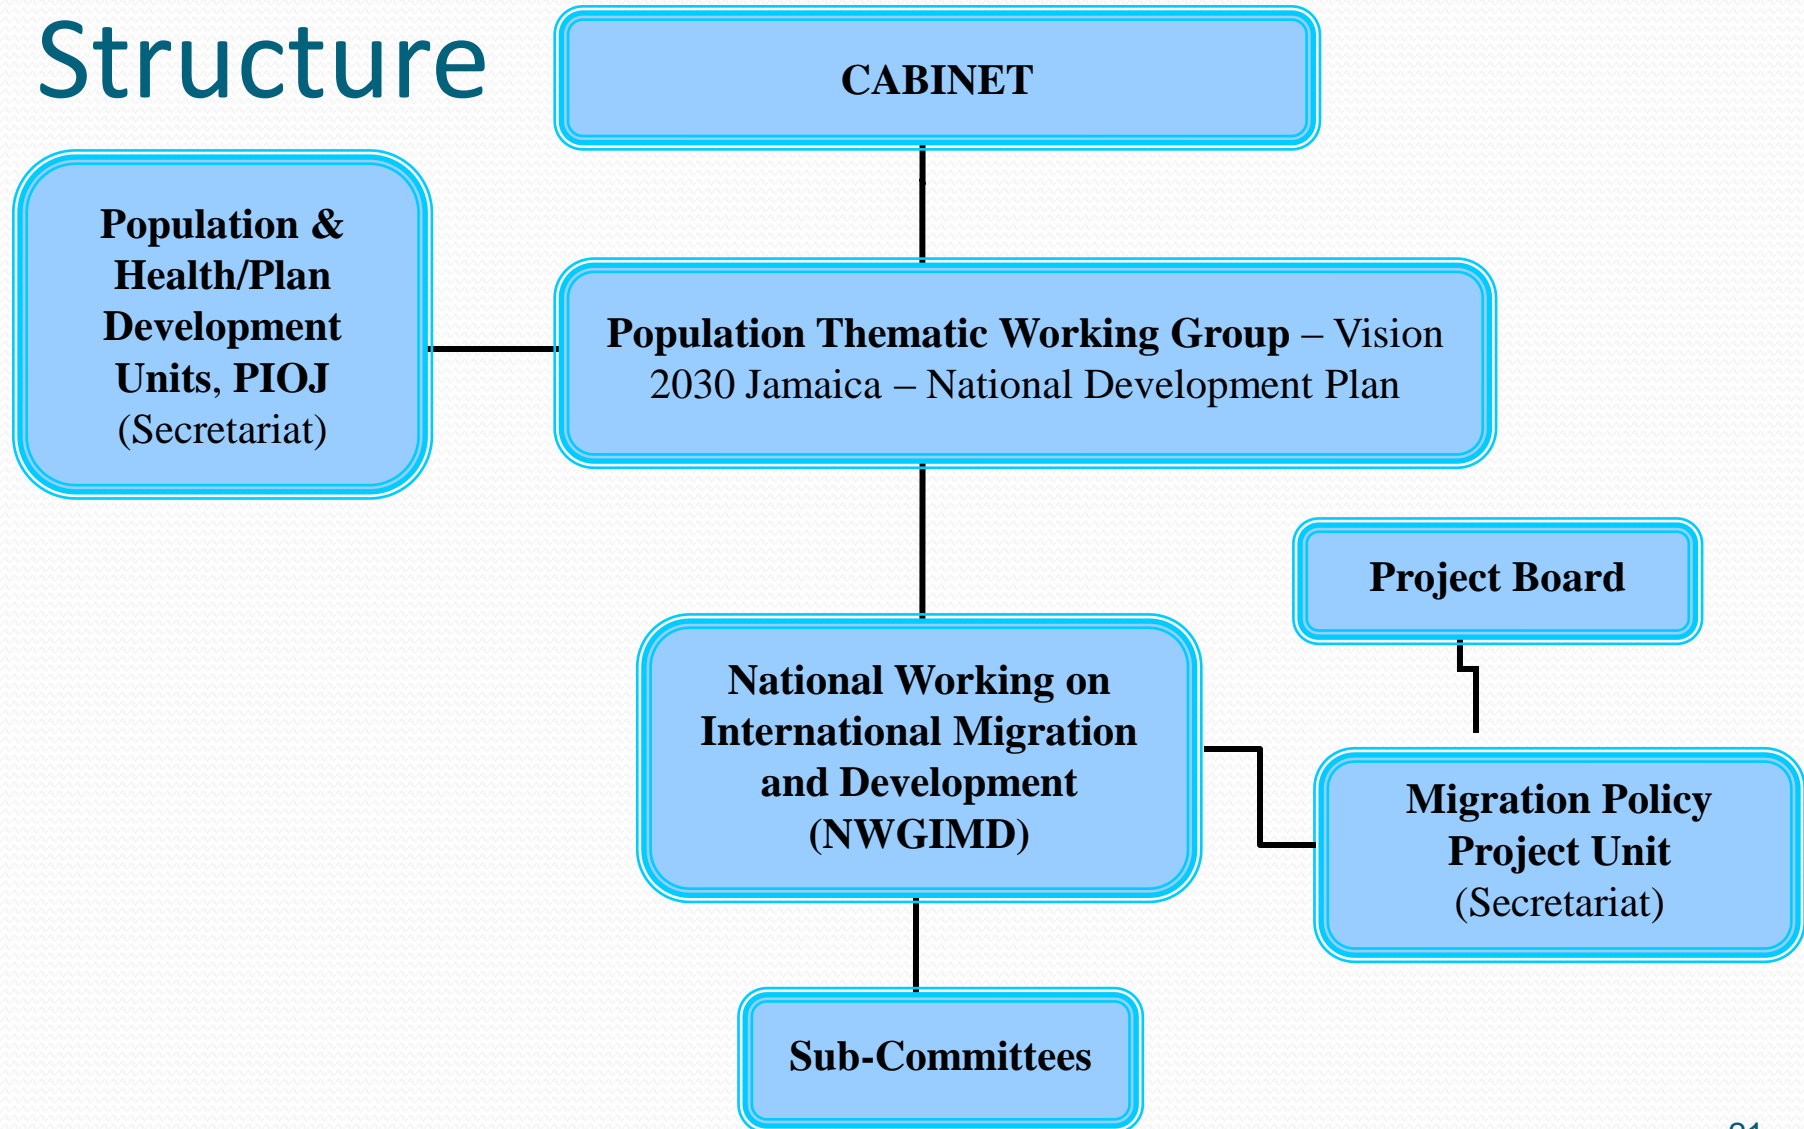 Structure
CABINET
Population &
Health/Plan
Development
Units, PIOJ
(Secretariat)
Population Thematic Working Group – Vision
2030 Jamaica – National Development Plan
Project Board
National Working on
International Migration
and Development
(NWGIMD)
Migration Policy
Project Unit
(Secretariat)
Sub-Committees